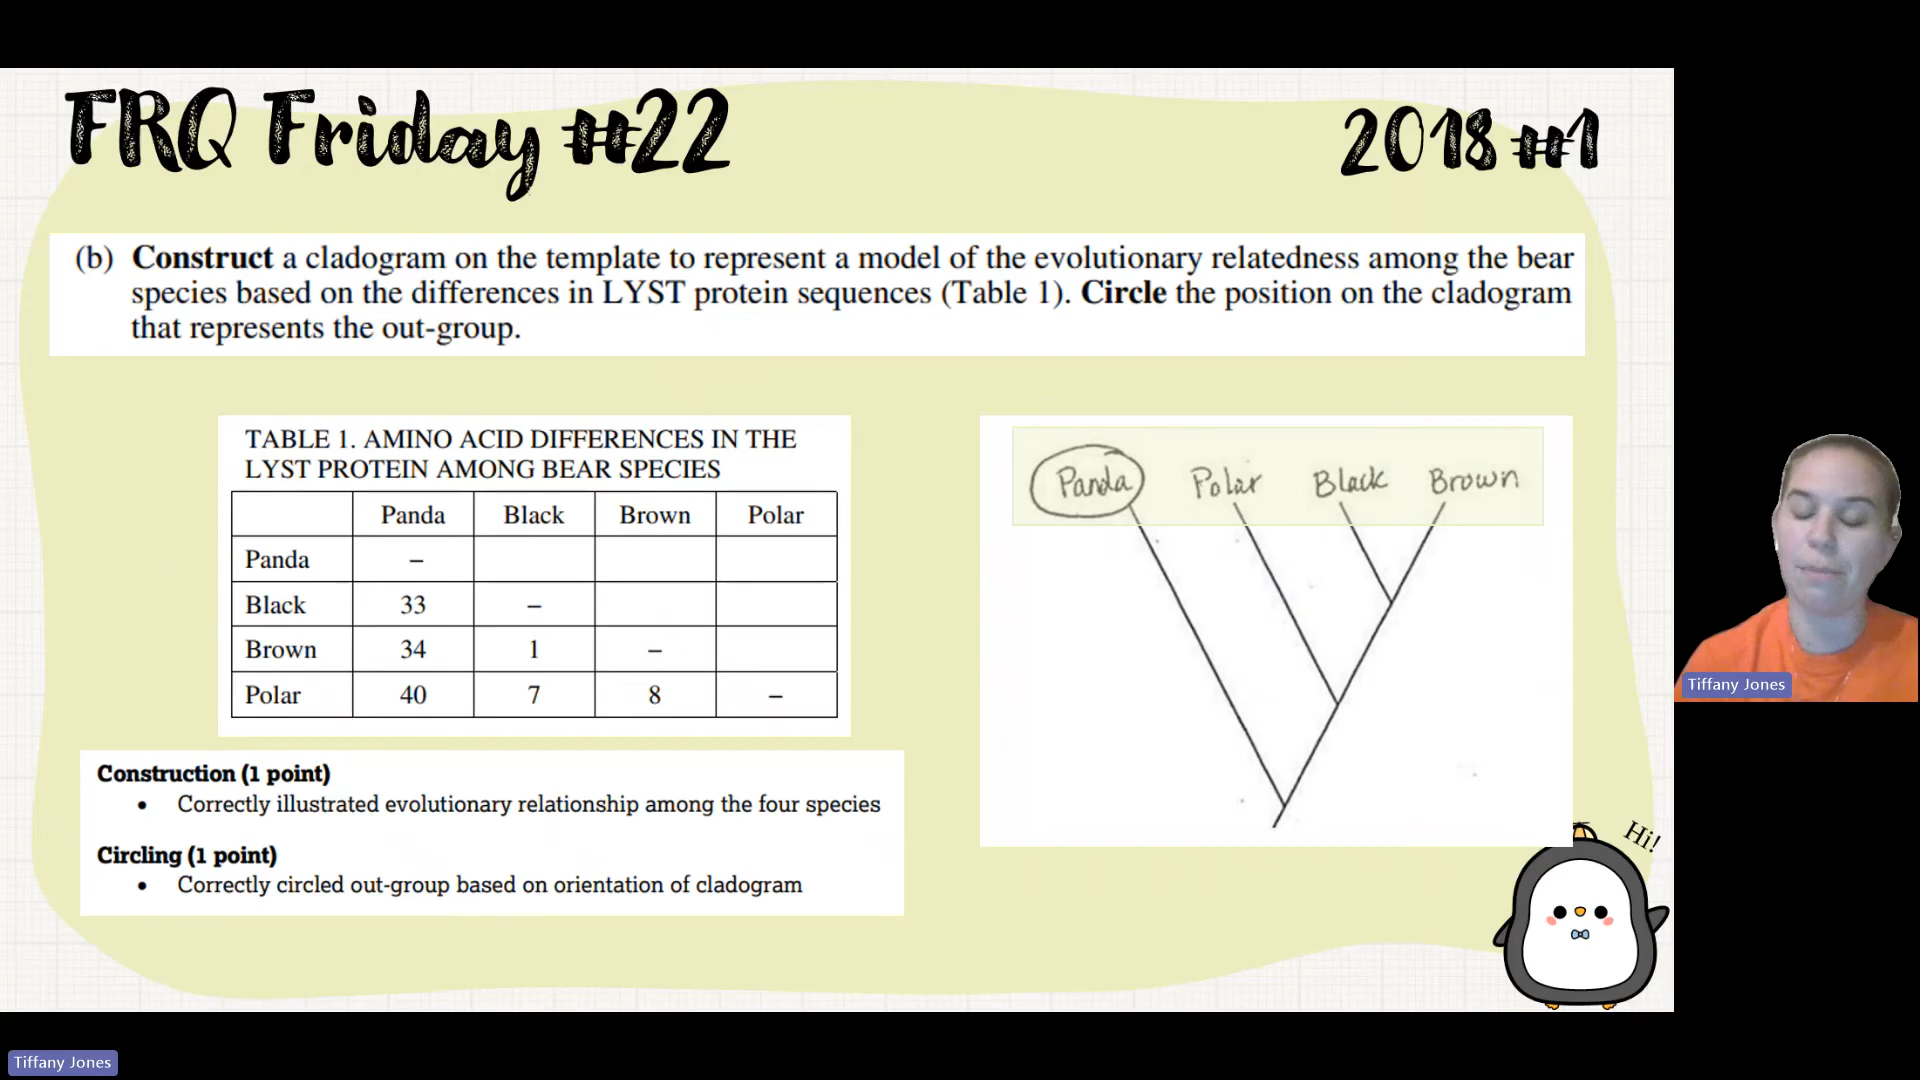 FRQ Friday #22
2018 #1
(b) Construct a cladogram on the template to represent a model of the evolutionary relatedness among the bear
species based on the differences in LYST protein sequences (Table 1). Circle the position on the cladogram
that represents the out-group.
TABLE 1. AMINO ACID DIFFERENCES IN THE
LYST PROTEIN AMONG BEAR SPECIES
Panda Black Brown Polar
Panda –
Black 33 –
Brown 34 1 –
Polar 40 7 8 –
Panda Polar Black Brown
Construction (1 point)
• Correctly illustrated evolutionary relationship among the four species
Circling (1 point)
• Correctly circled out-group based on orientation of cladogram
Hi!
Tiffany Jones
Tiffany Jones